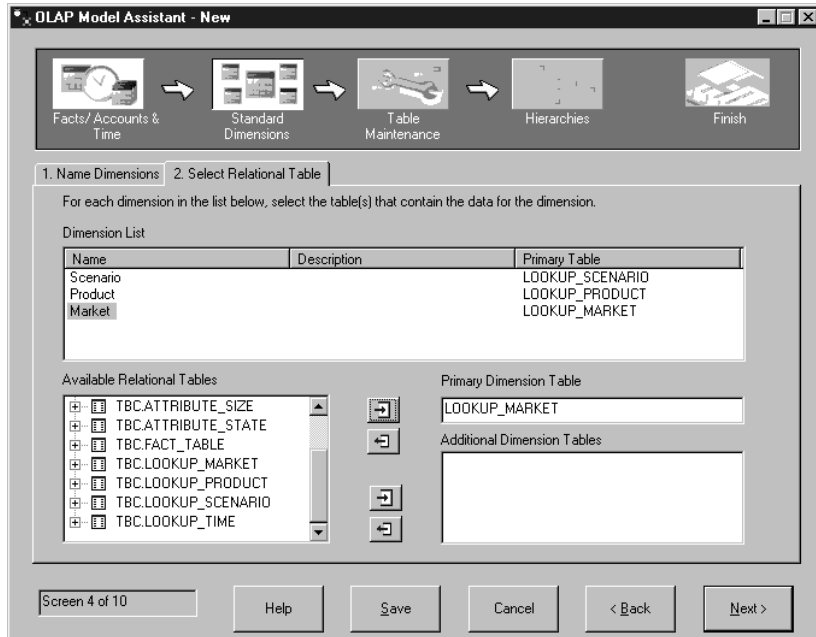 OLAP Model Assistant - New
Facts/Accounts & Time
Standard Dimensions
Table Maintenance
Hierarchies
Finish
1. Name Dimensions 2. Select Relational Table
For each dimension in the list below, select the table(s) that contain the data for the dimension.
Dimension List
Name Description Primary Table
Scenario LOOKUP_SCENARIO
Product LOOKUP_PRODUCT
Market LOOKUP_MARKET
Available Relational Tables
TBC.ATTRIBUTE_SIZE
TBC.ATTRIBUTE_STATE
TBC.FACT_TABLE
TBC.LOOKUP_MARKET
TBC.LOOKUP_PRODUCT
TBC.LOOKUP_SCENARIO
TBC.LOOKUP_TIME
Primary Dimension Table
LOOKUP_MARKET
Additional Dimension Tables
Screen 4 of 10
Help Save Cancel < Back Next >